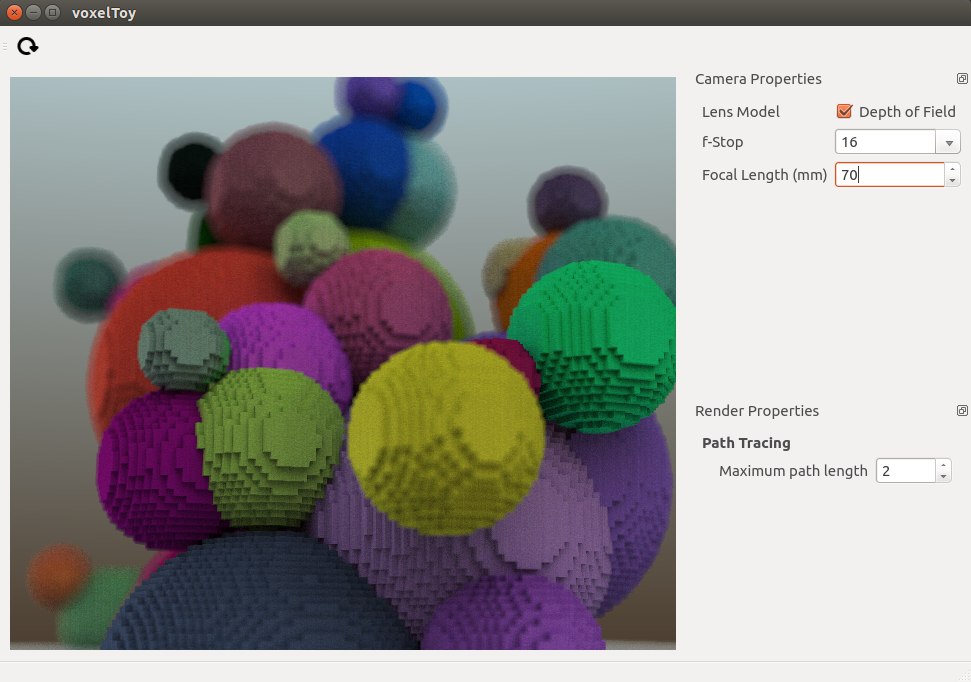 voxelToy
Camera Properties
Lens Model Depth of Field
f-Stop 16
Focal Length (mm) 70
Render Properties
Path Tracing
Maximum path length 2